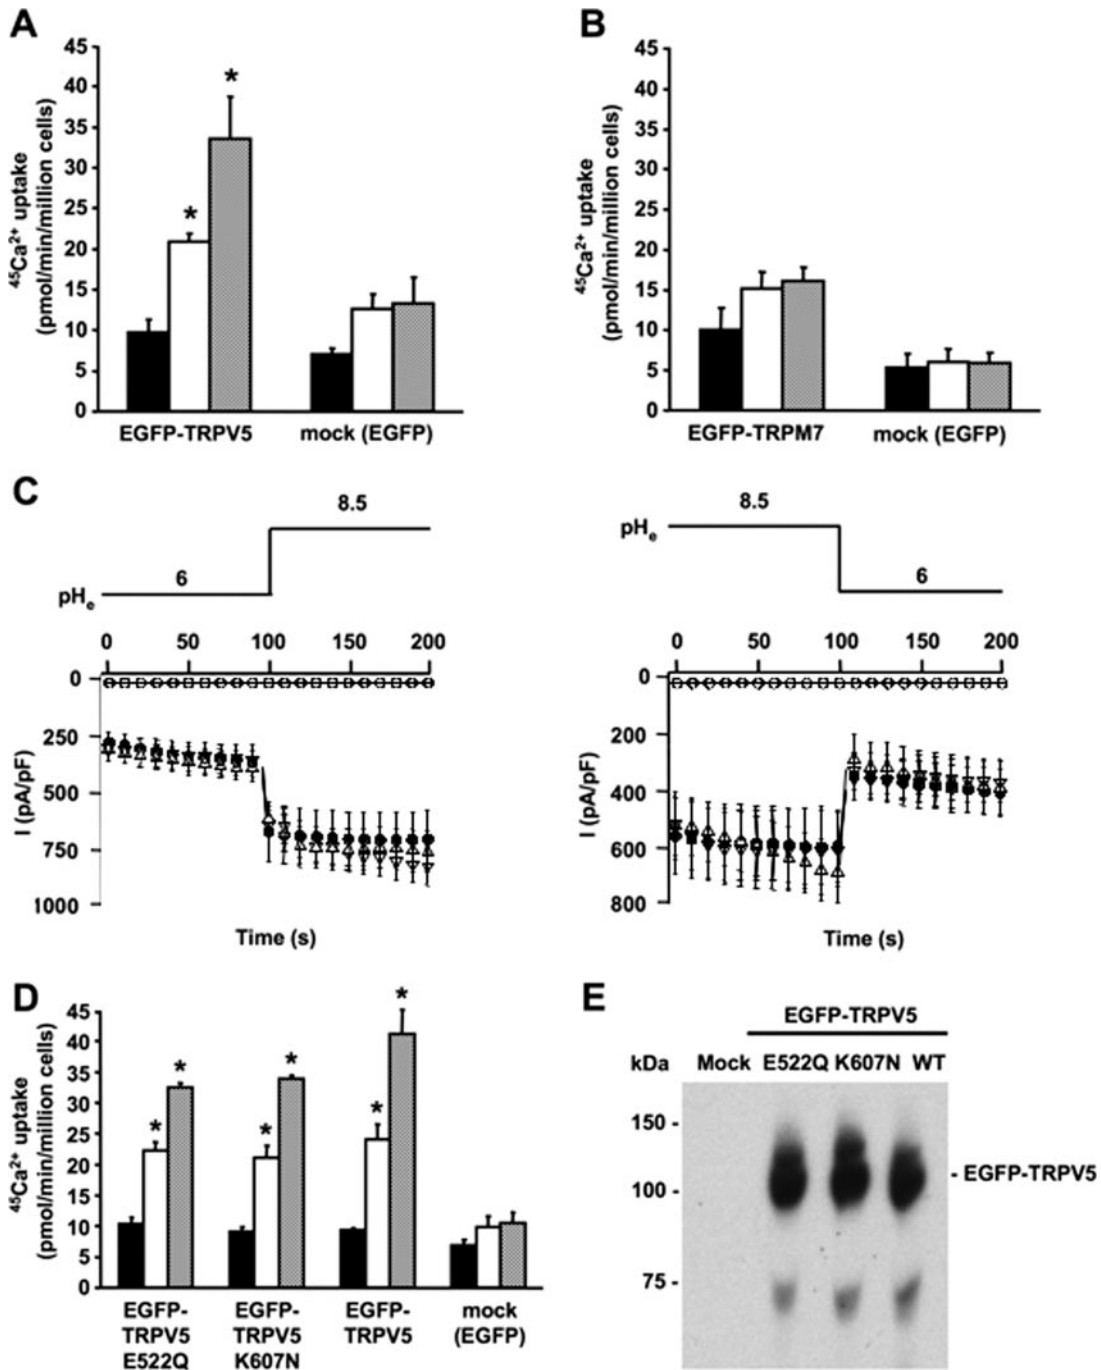 A
B
45
40
35
30
25
20
15
10
5
0
⁴⁵Ca²⁺ uptake
(pmol/min/million cells)
*
*
EGFP-TRPV5
mock (EGFP)
45
40
35
30
25
20
15
10
5
0
⁴⁵Ca²⁺ uptake
(pmol/min/million cells)
EGFP-TRPM7
mock (EGFP)
C
8.5
6
pHe
0 50 100 150 200
0
250
500
750
1000
I (pA/pF)
Time (s)
8.5
pHe
6
0 50 100 150 200
0
200
400
600
800
I (pA/pF)
Time (s)
D
45
40
35
30
25
20
15
10
5
0
⁴⁵Ca²⁺ uptake
(pmol/min/million cells)
* * * * * *
EGFP-
TRPV5
E522Q
EGFP-
TRPV5
K607N
EGFP-
TRPV5
mock
(EGFP)
E
EGFP-TRPV5
kDa Mock E522Q K607N WT
150 -
100 -
75 -
- EGFP-TRPV5